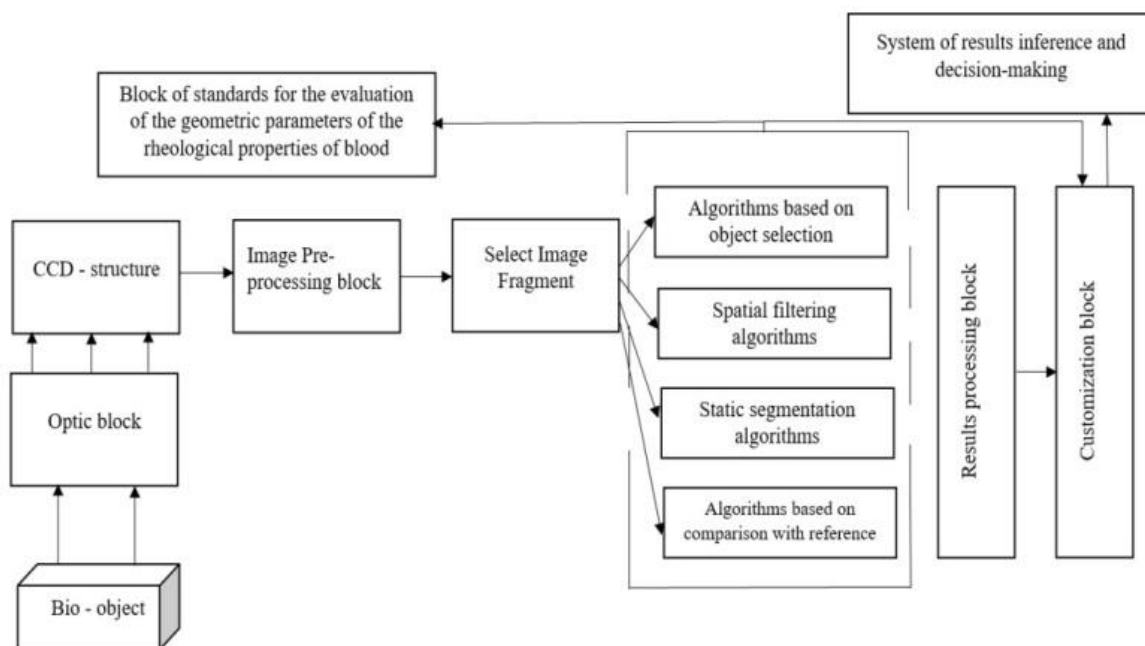 System of results inference and
decision-making
Block of standards for the evaluation
of the geometric parameters of the
rheological properties of blood
CCD - structure
Image Pre-
processing block
Select Image
Fragment
Algorithms based on
object selection
Spatial filtering
algorithms
Static segmentation
algorithms
Algorithms based on
comparison with reference
Results processing block
Customization block
Optic block
Bio - object